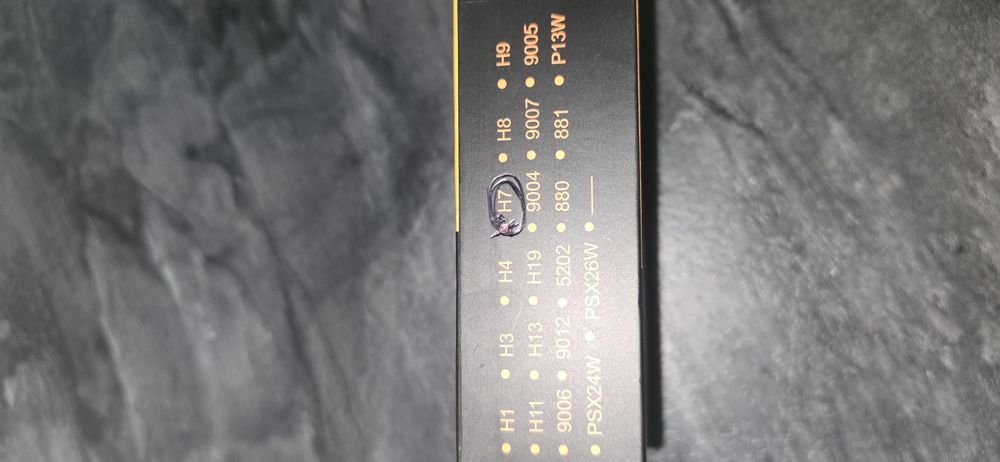 ● H1 ● H3 ● H4 ● H7 ● H8 ● H9
● H11 ● H13 ● H19 ● 9004 ● 9007 ● 9005
● 9006 ● 9012 ● 5202 ● 880 ● 881 ● P13W
● PSX24W ● PSX26W ● ——